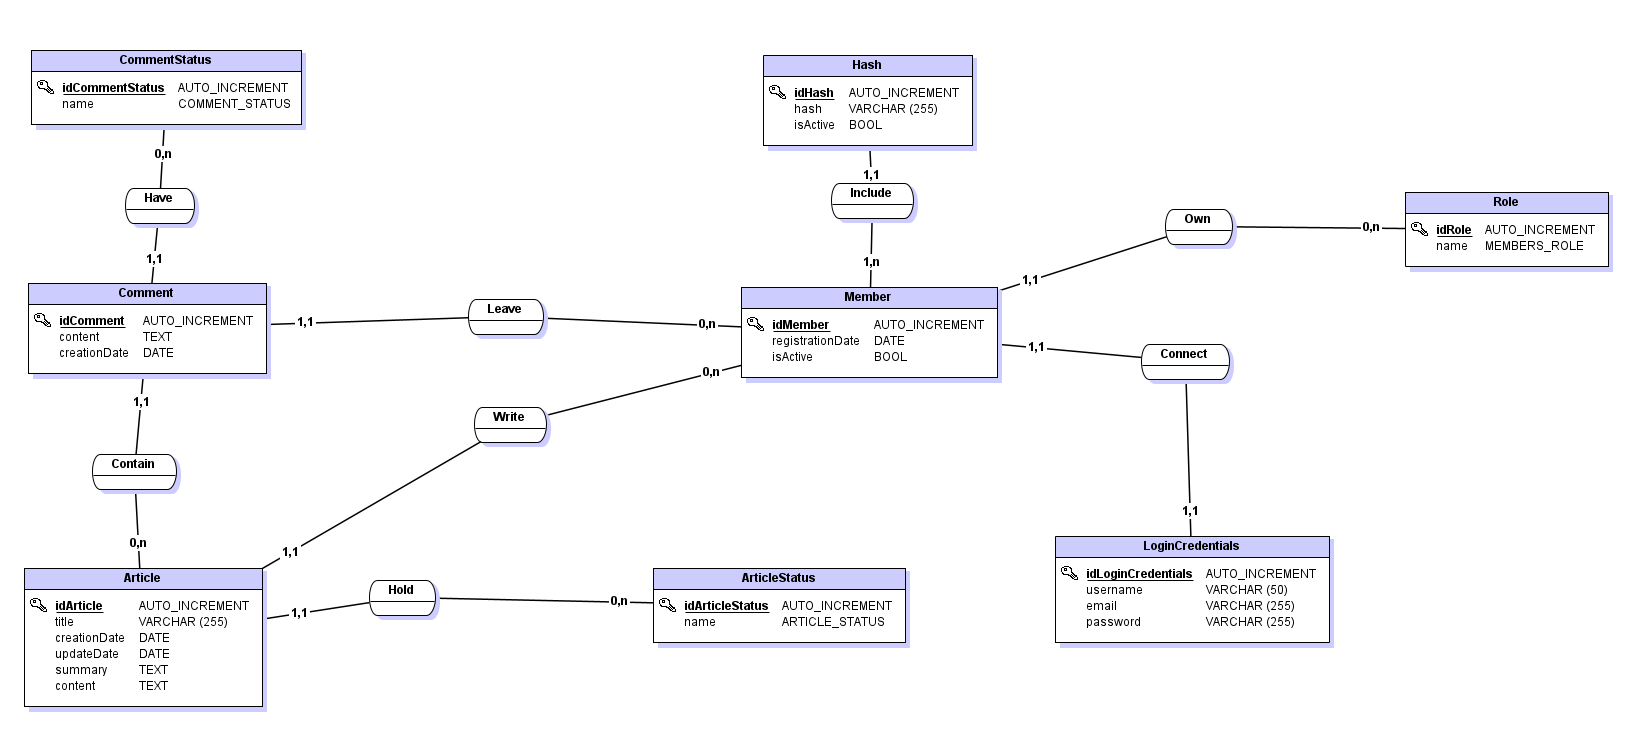 CommentStatus
idCommentStatus AUTO_INCREMENT
name COMMENT_STATUS
0,n
Have
1,1
Hash
idHash AUTO_INCREMENT
hash VARCHAR (255)
isActive BOOL
1,1
Include
1,n
Own
1,1
0,n
Role
idRole AUTO_INCREMENT
name MEMBERS_ROLE
Comment
idComment AUTO_INCREMENT
content TEXT
creationDate DATE
1,1
Leave
0,n
Member
idMember AUTO_INCREMENT
registrationDate DATE
isActive BOOL
1,1
Connect
1,1
0,n
Write
1,1
1,1
Contain
0,n
Article
idArticle AUTO_INCREMENT
title VARCHAR (255)
creationDate DATE
updateDate DATE
summary TEXT
content TEXT
1,1
Hold
0,n
ArticleStatus
idArticleStatus AUTO_INCREMENT
name ARTICLE_STATUS
LoginCredentials
idLoginCredentials AUTO_INCREMENT
username VARCHAR (50)
email VARCHAR (255)
password VARCHAR (255)